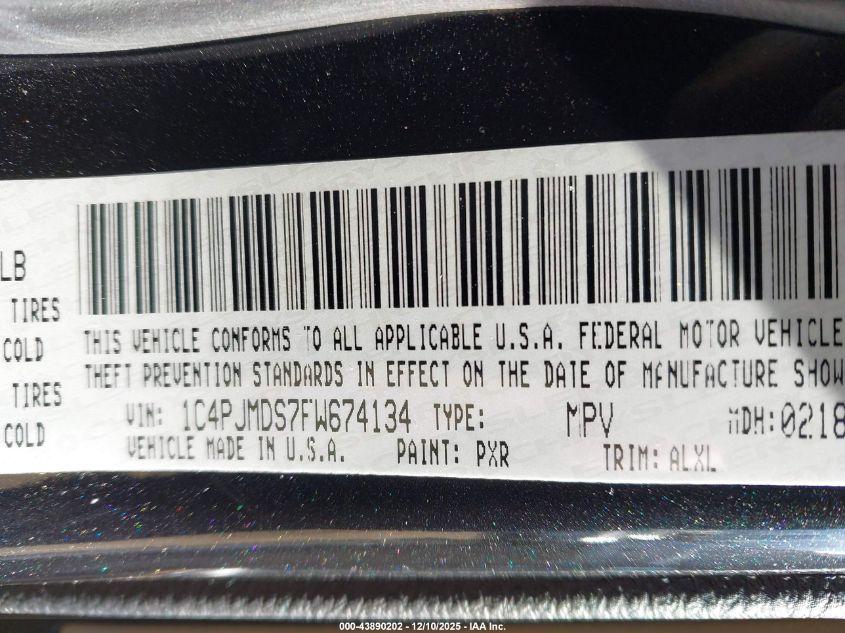 LB
TIRES
COLD
TIRES
COLD
THIS VEHICLE CONFORMS TO ALL APPLICABLE U.S.A. FEDERAL MOTOR VEHICLE
THEFT PREVENTION STANDARDS IN EFFECT ON THE DATE OF MANUFACTURE SHOW
VIN: 1C4PJMDS7FW674134 TYPE: MPV MDH:0218
VEHICLE MADE IN U.S.A. PAINT: PXR TRIM: ALXL
000-43890202 - 12/10/2025 - IAA Inc.